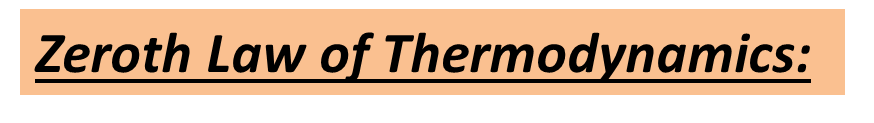 Zeroth Law of Thermodynamics: